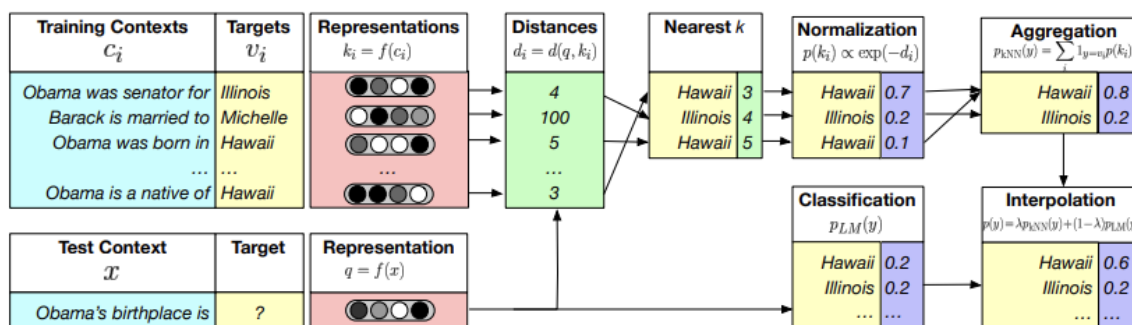 Training Contexts
c_i
Targets
v_i
Representations
k_i = f(c_i)
Distances
d_i = d(q, k_i)
Nearest k
Normalization
p(k_i) ∝ exp(−d_i)
Aggregation
p_kNN(y) = ∑_i 1_{y=v_i} p(k_i)
Obama was senator for Illinois
4
Hawaii 3
Hawaii 0.7
Hawaii 0.8
Barack is married to Michelle
100
Illinois 4
Illinois 0.2
Illinois 0.2
Obama was born in Hawaii
5
Hawaii 5
Hawaii 0.1
... ...
...
...
Obama is a native of Hawaii
3
Test Context
x
Target
Representation
q = f(x)
Classification
p_LM(y)
Interpolation
p(y) = λp_kNN(y) + (1−λ)p_LM(y
Obama's birthplace is ?
Hawaii 0.2
Illinois 0.2
... ...
Hawaii 0.6
Illinois 0.2
... ...